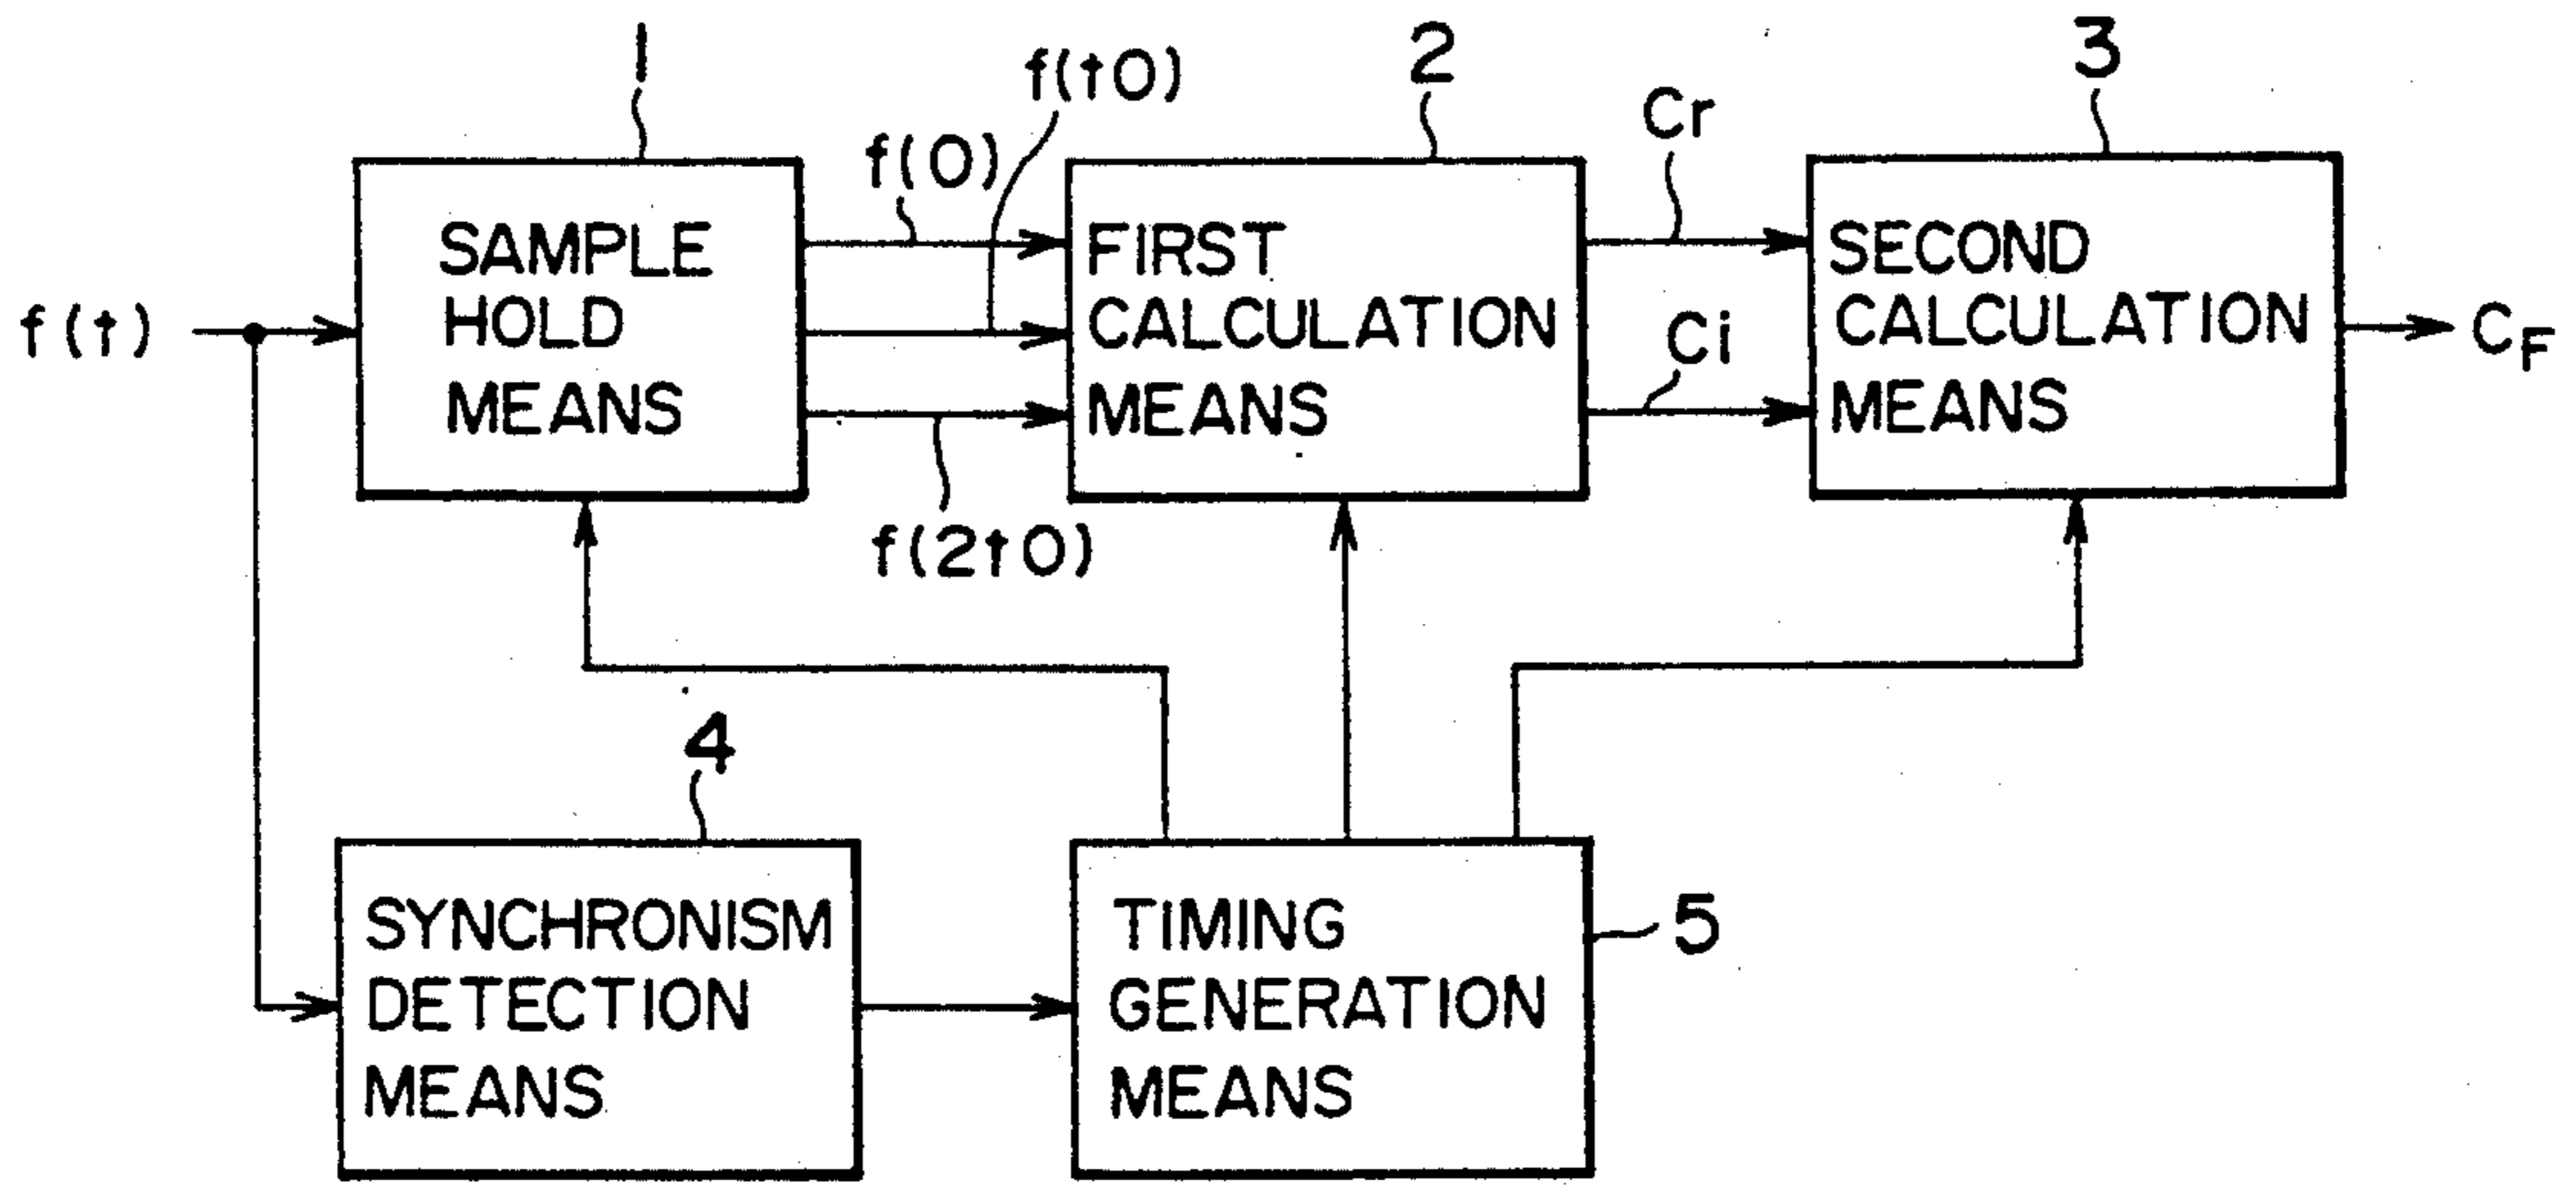 1
f(t0)
2
3
f(0)
Cr
SAMPLE
HOLD
MEANS
FIRST
CALCULATION
MEANS
SECOND
CALCULATION
MEANS
f(t)
Ci
CF
f(2t0)
4
SYNCHRONISM
DETECTION
MEANS
TIMING
GENERATION
MEANS
5